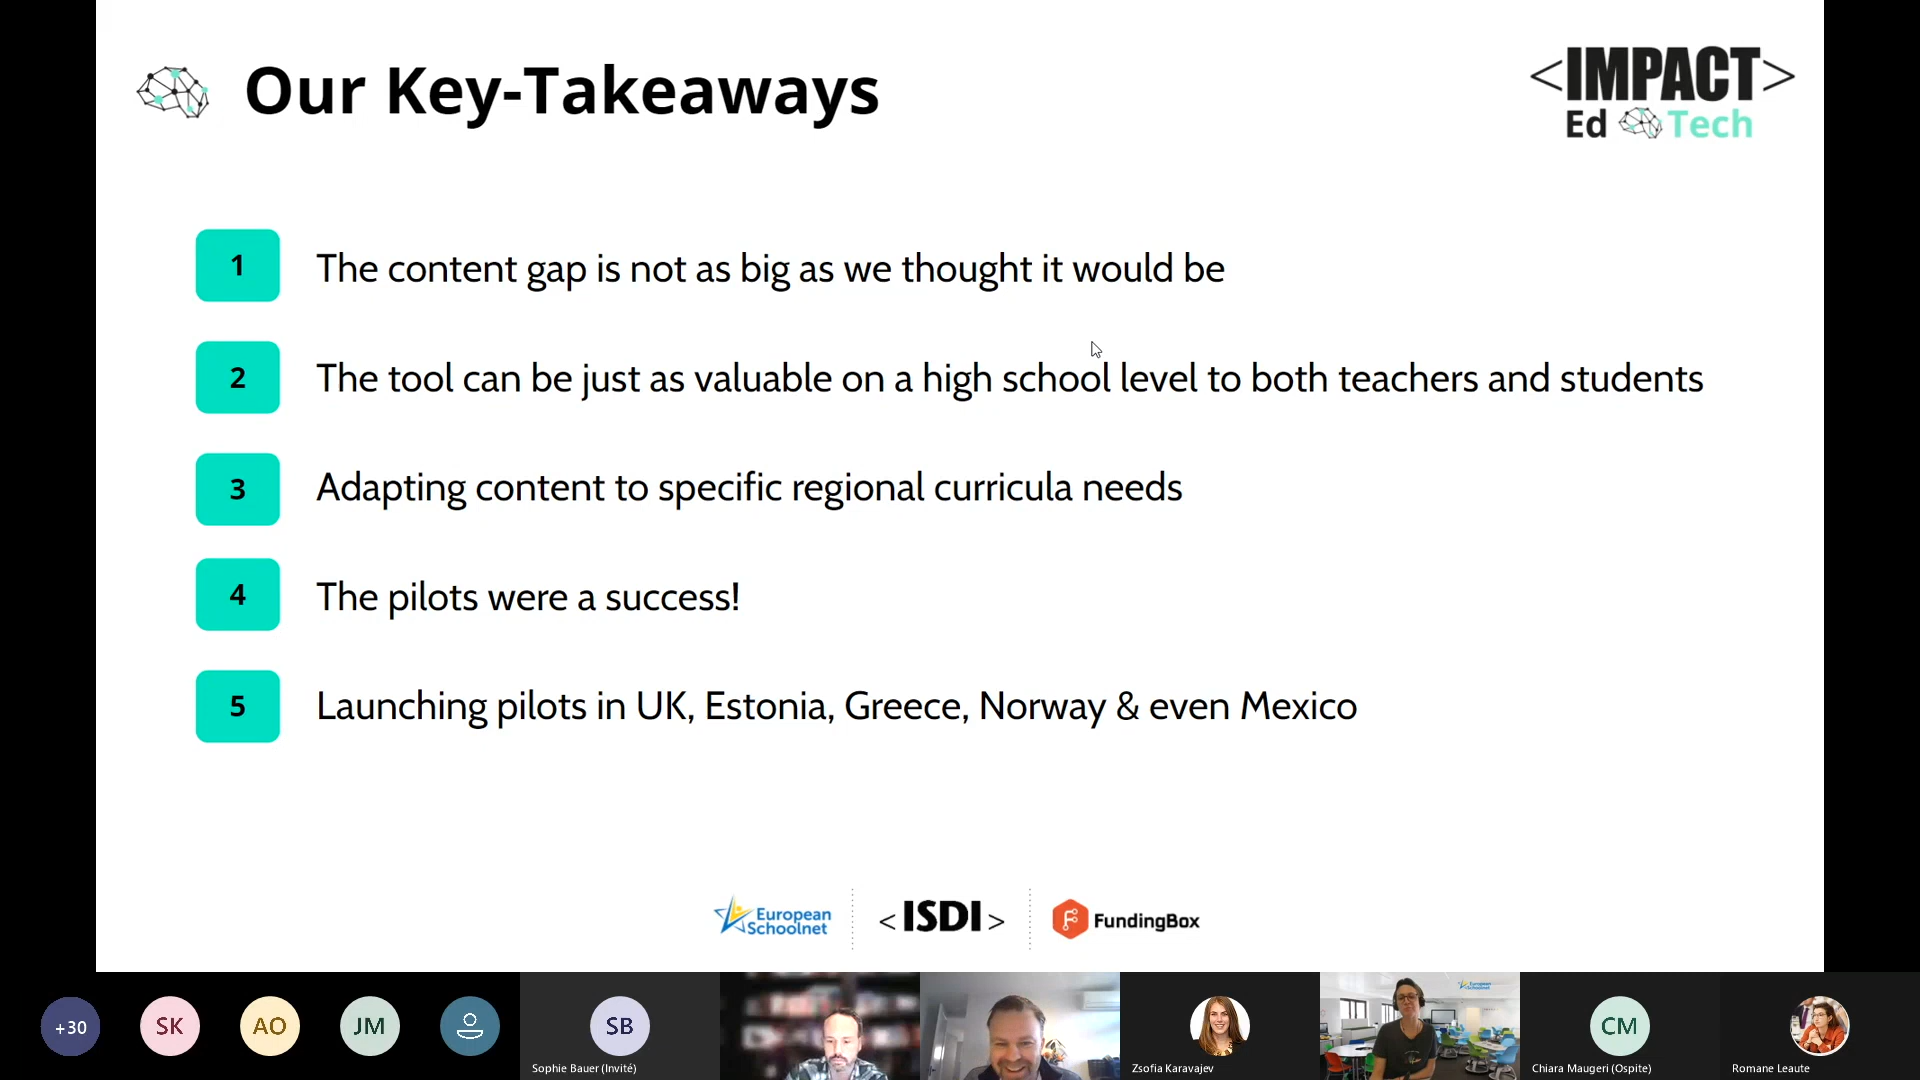 Our Key-Takeaways
<IMPACT>
Ed Tech
1 The content gap is not as big as we thought it would be
2 The tool can be just as valuable on a high school level to both teachers and students
3 Adapting content to specific regional curricula needs
4 The pilots were a success!
5 Launching pilots in UK, Estonia, Greece, Norway & even Mexico
European Schoolnet
<ISDI>
FundingBox
+30
SK
AO
JM
SB
Sophie Bauer (Invité)
Zsofia Karavajev
European Schoolnet
CM
Chiara Maugeri (Ospite)
Romane Leaute